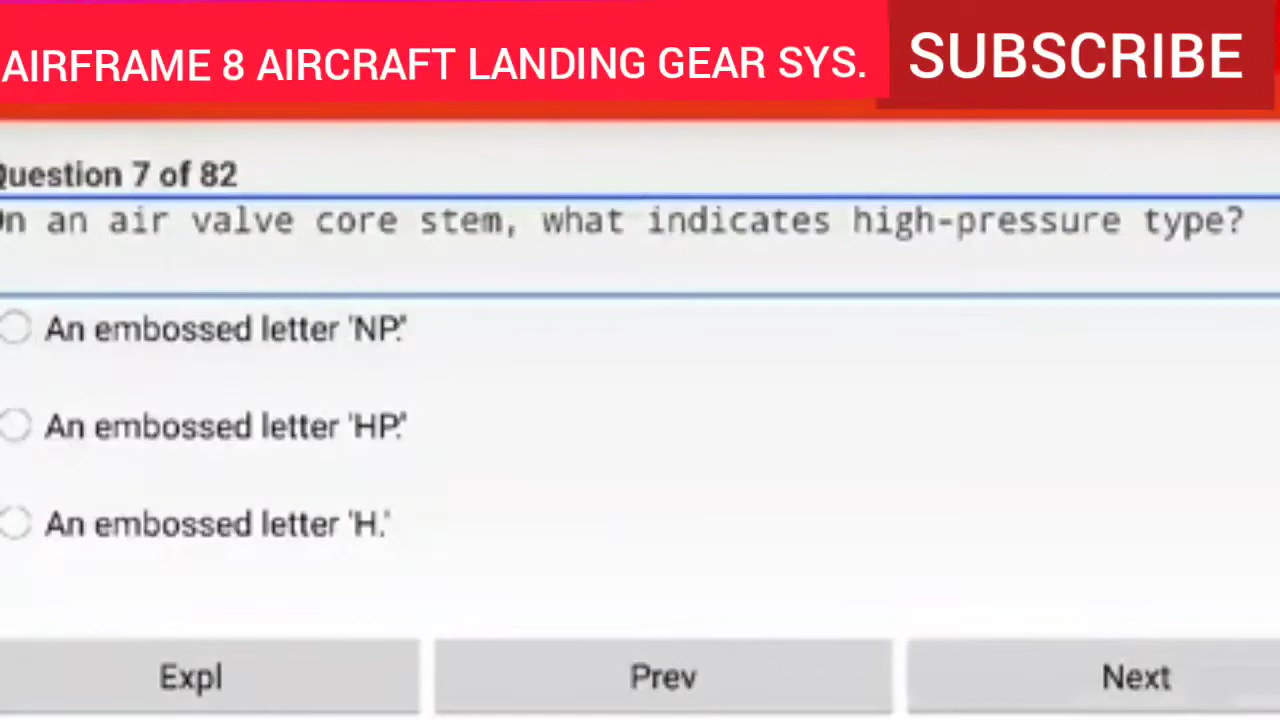 AIRFRAME 8 AIRCRAFT LANDING GEAR SYS.
SUBSCRIBE
Question 7 of 82
On an air valve core stem, what indicates high-pressure type?
An embossed letter 'NP.'
An embossed letter 'HP.'
An embossed letter 'H.'
Expl
Prev
Next